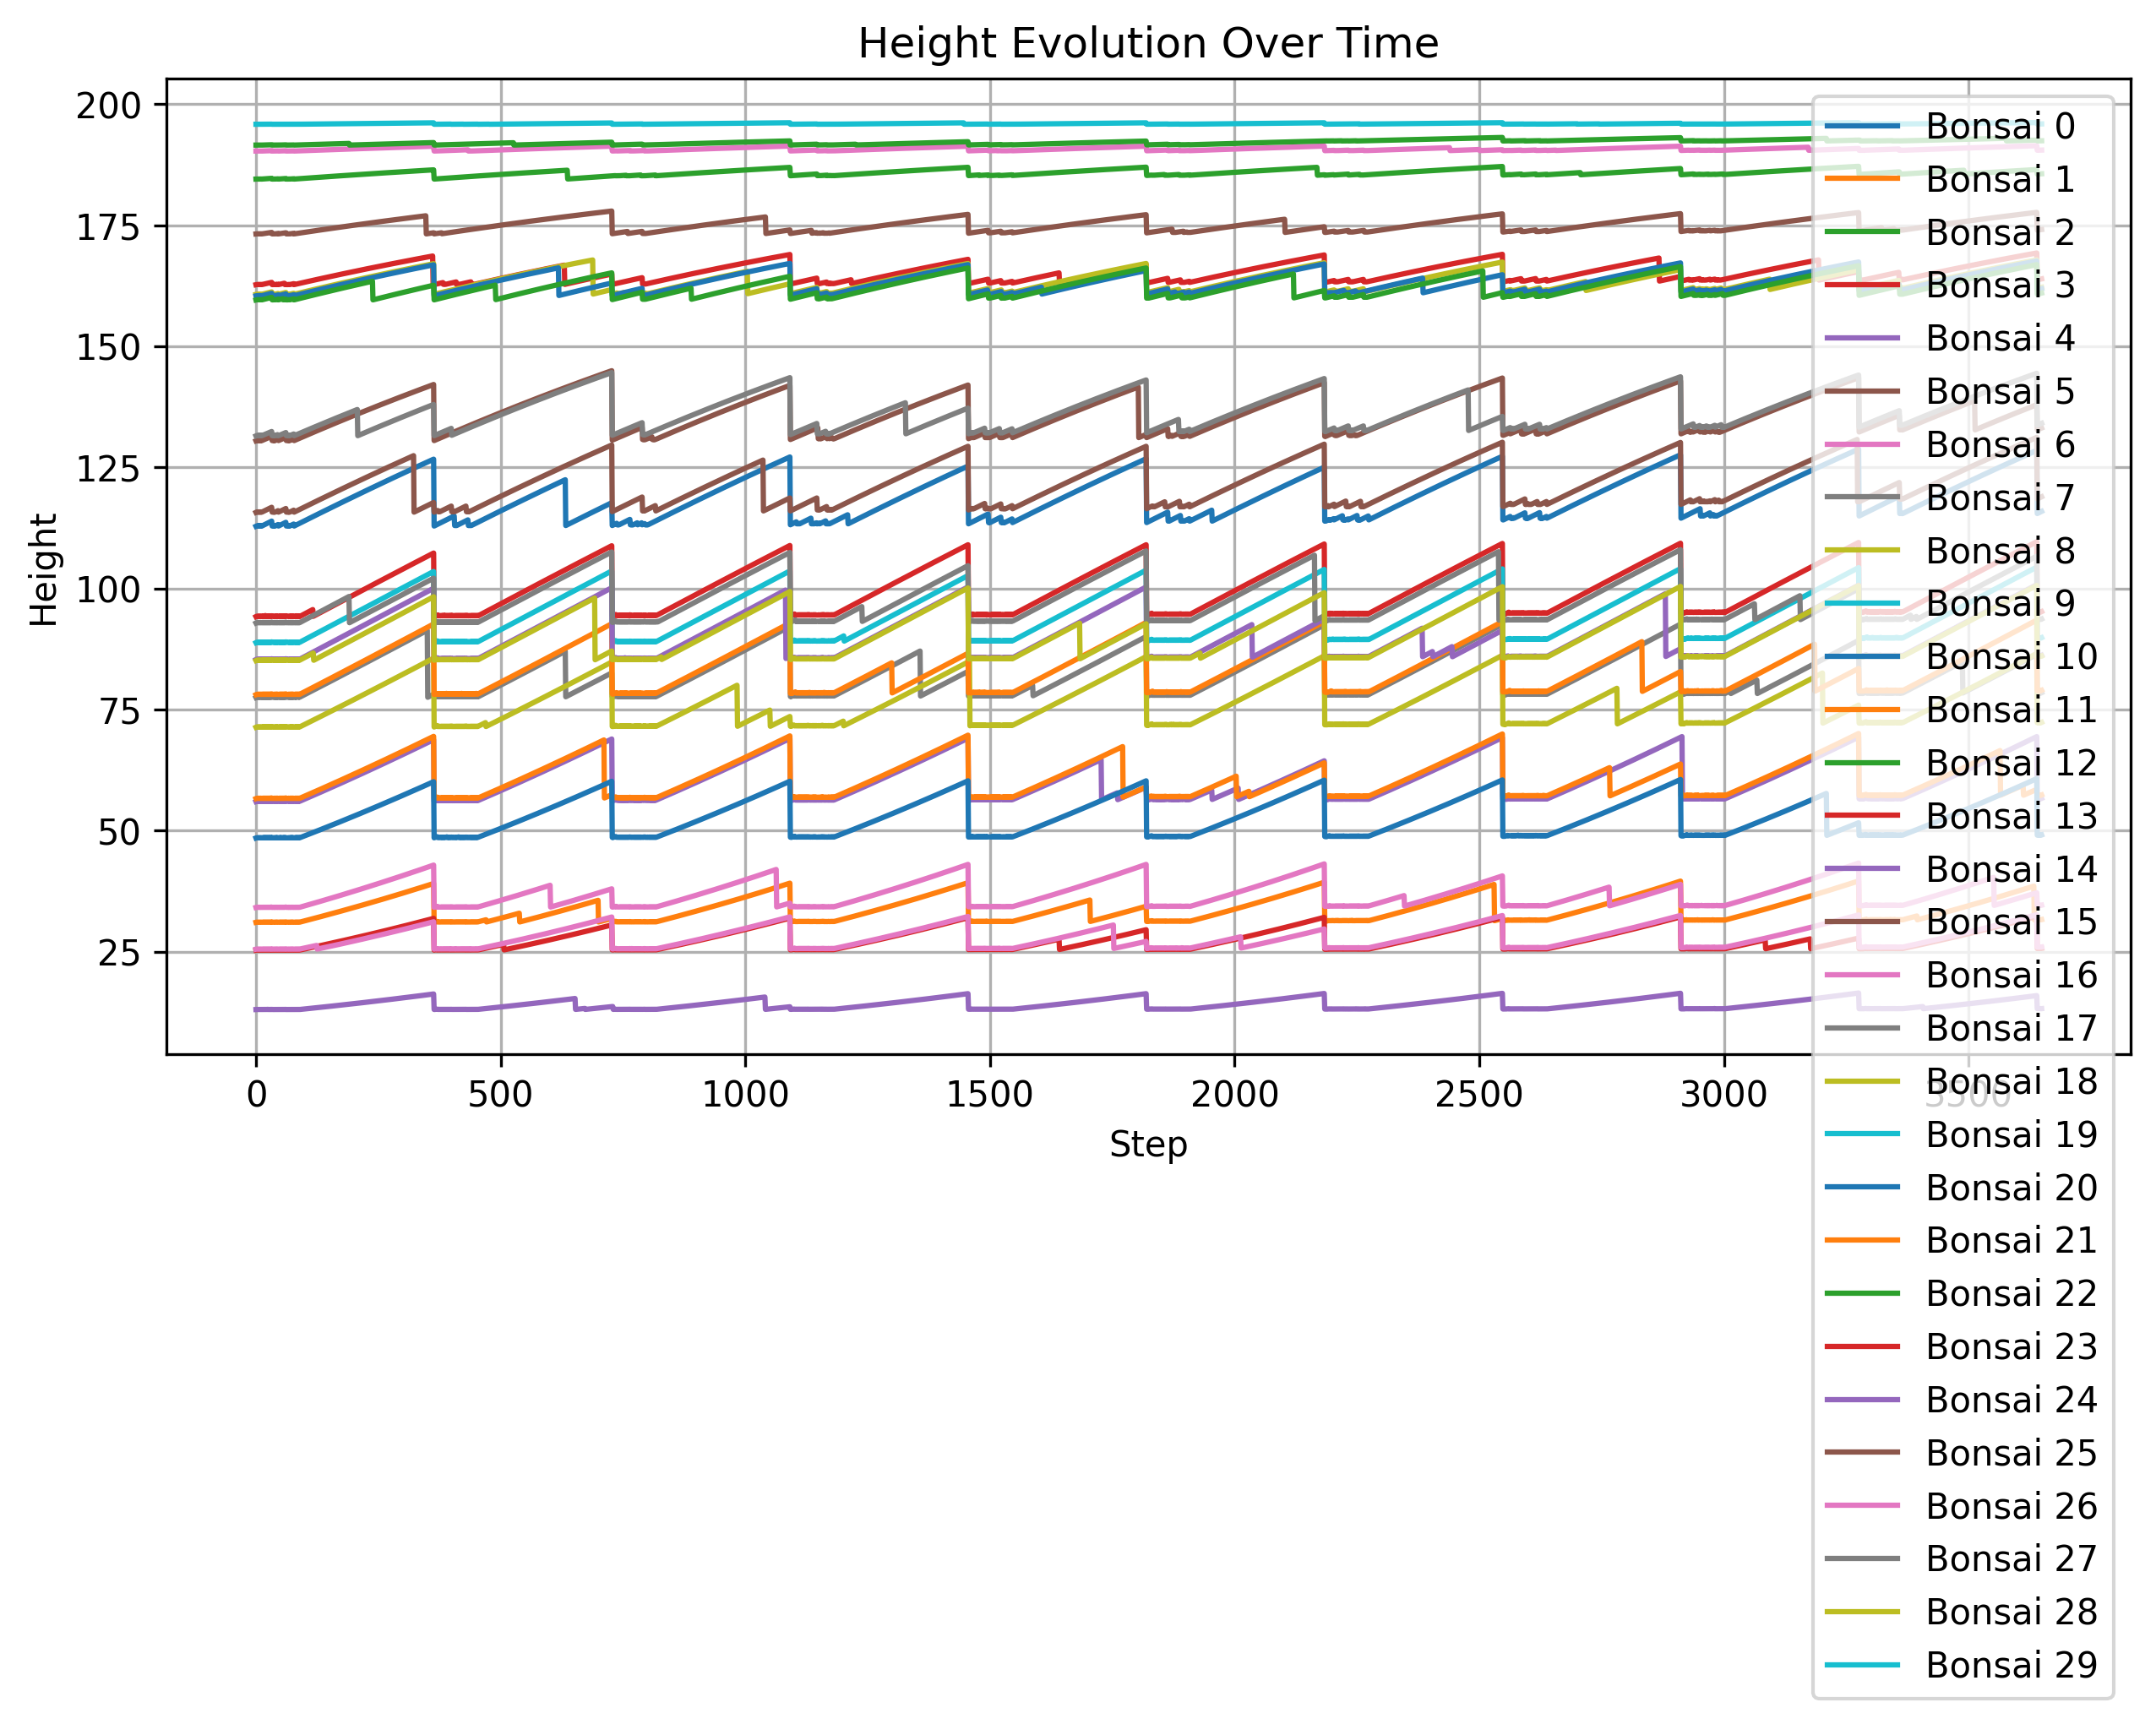 Height Evolution Over Time
200
175
150
125
100
75
50
25
Height
0
500
1000
1500
2000
2500
3000
3500
Step
Bonsai 0
Bonsai 1
Bonsai 2
Bonsai 3
Bonsai 4
Bonsai 5
Bonsai 6
Bonsai 7
Bonsai 8
Bonsai 9
Bonsai 10
Bonsai 11
Bonsai 12
Bonsai 13
Bonsai 14
Bonsai 15
Bonsai 16
Bonsai 17
Bonsai 18
Bonsai 19
Bonsai 20
Bonsai 21
Bonsai 22
Bonsai 23
Bonsai 24
Bonsai 25
Bonsai 26
Bonsai 27
Bonsai 28
Bonsai 29